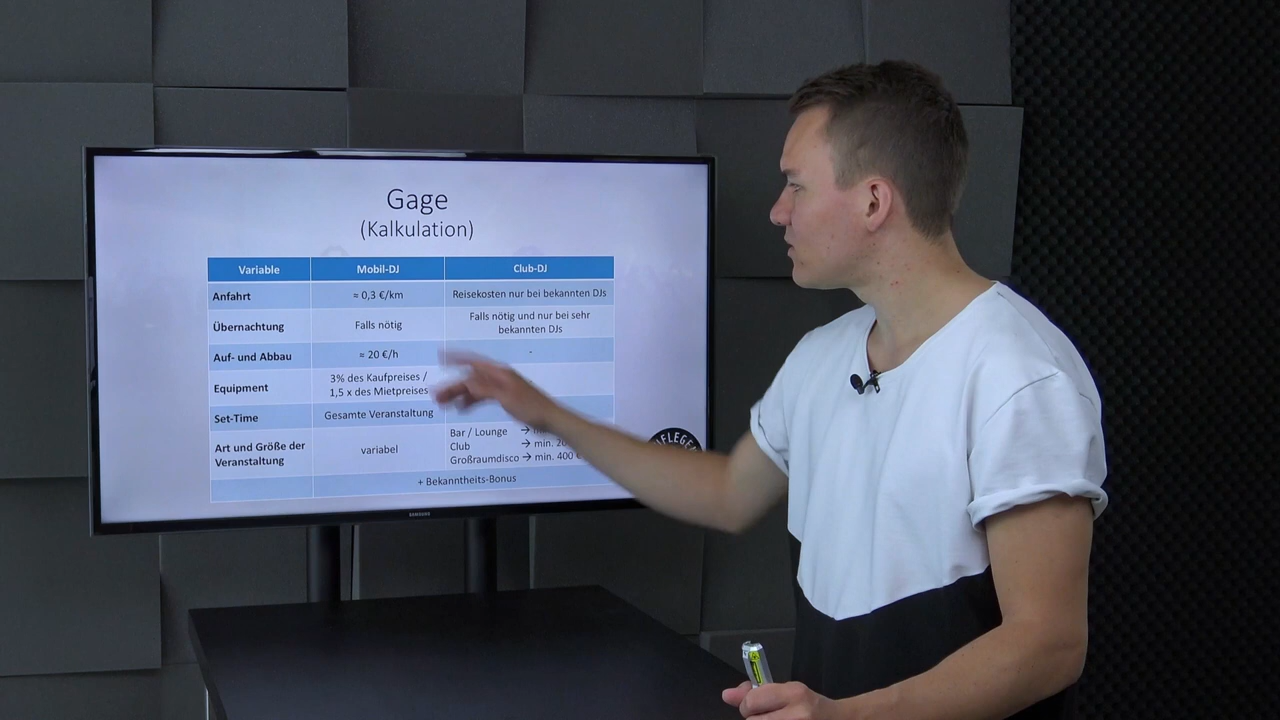 Gage
(Kalkulation)
Variable Mobil-DJ Club-DJ
Anfahrt ≈ 0,3 €/km Reisekosten nur bei bekannten DJs
Übernachtung Falls nötig Falls nötig und nur bei sehr
bekannten DJs
Auf- und Abbau ≈ 20 €/h -
Equipment 3% des Kaufpreises /
1,5 x des Mietpreises
Set-Time Gesamte Veranstaltung
Art und Größe der
Veranstaltung variabel
Bar / Lounge →
Club → min.
Großraumdisco → min. 400 €
+ Bekanntheits-Bonus
SAMSUNG